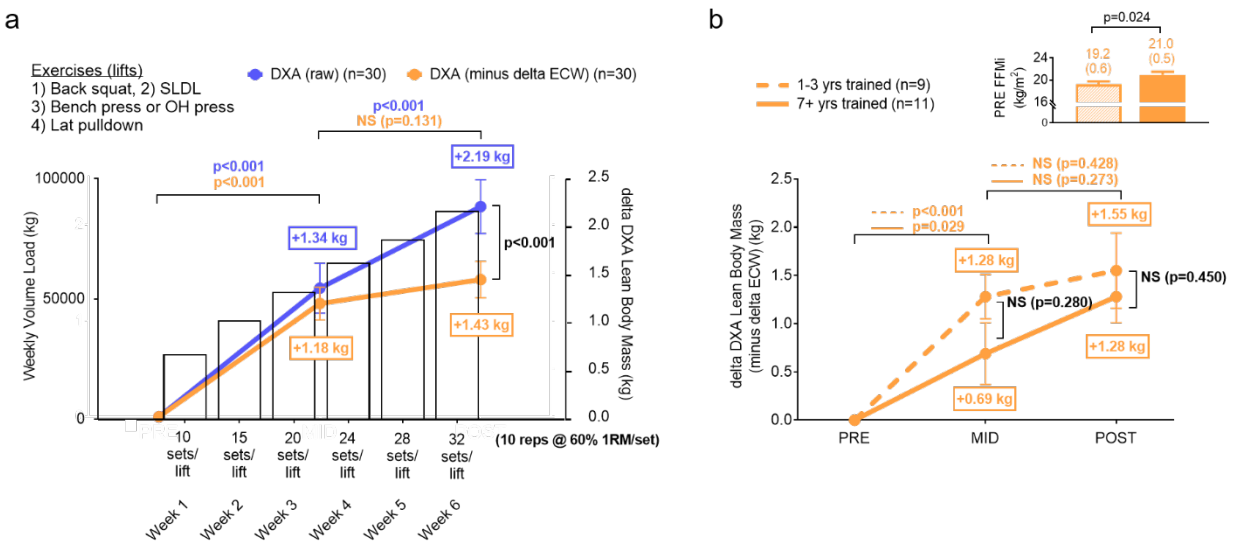 a
Exercises (lifts)
1) Back squat, 2) SLDL
3) Bench press or OH press
4) Lat pulldown
DXA (raw) (n=30)
DXA (minus delta ECW) (n=30)
p<0.001
NS (p=0.131)
p<0.001
p<0.001
+2.19 kg
+1.34 kg
p<0.001
+1.18 kg
+1.43 kg
Weekly Volume Load (kg)
100000
50000
0
delta DXA Lean Body
Mass (kg)
2.5
2.0
1.5
1.0
0.5
0.0
PRE
MID
POST
10
sets/
lift
15
sets/
lift
20
sets/
lift
24
sets/
lift
28
sets/
lift
32
sets/
lift
(10 reps @ 60% 1RM/set)
Week 1
Week 2
Week 3
Week 4
Week 5
Week 6
b
1-3 yrs trained (n=9)
7+ yrs trained (n=11)
p=0.024
PRE FFMi
(kg/m²)
24
20
16
0
19.2
(0.6)
21.0
(0.5)
NS (p=0.428)
NS (p=0.273)
p<0.001
p=0.029
+1.55 kg
+1.28 kg
NS (p=0.280)
NS (p=0.450)
+1.28 kg
+0.69 kg
delta DXA Lean Body Mass
(minus delta ECW) (kg)
2.5
2.0
1.5
1.0
0.5
0.0
PRE
MID
POST